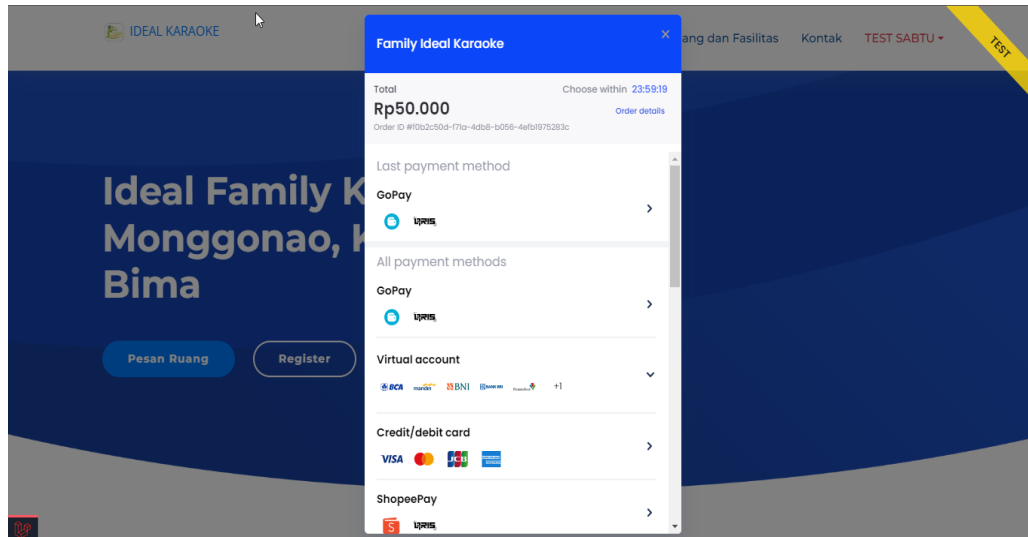 IDEAL KARAOKE
ang dan Fasilitas
Kontak
TEST SABTU
TEST
Ideal Family K
Monggonao, K
Bima
Pesan Ruang
Register
Family Ideal Karaoke
×
Total
Choose within 23:59:19
Rp50.000
Order details
Order ID #f0b2c50d-f71a-4db8-b056-4efb1975283c
Last payment method
GoPay
QRIS
All payment methods
GoPay
QRIS
Virtual account
BCA mandiri BNI BANK BRI +1
Credit/debit card
VISA JCB
ShopeePay
S QRIS